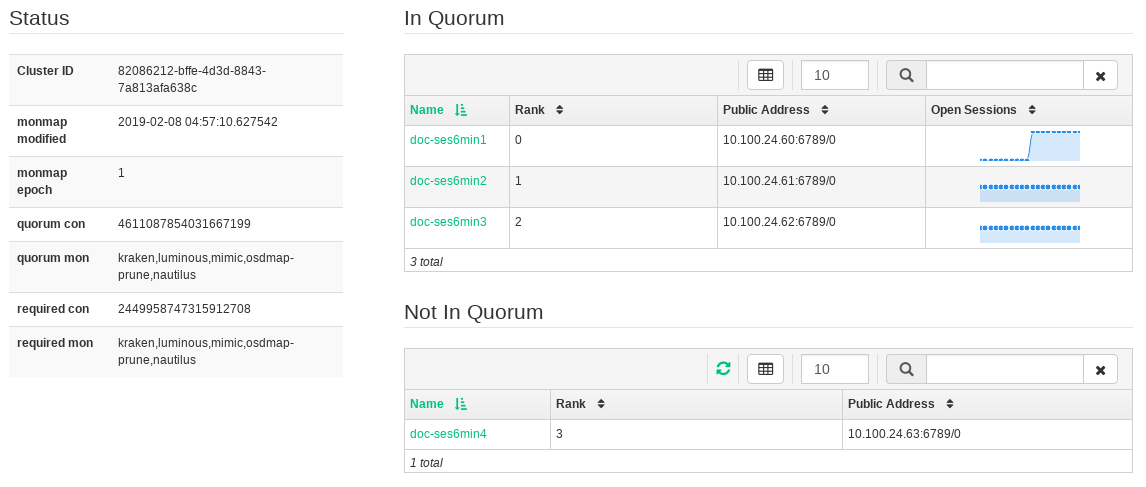 Status
Cluster ID 82086212-bffe-4d3d-8843-
7a813afa638c
monmap 2019-02-08 04:57:10.627542
modified
monmap 1
epoch
quorum con 4611087854031667199
quorum mon kraken,luminous,mimic,osdmap-
prune,nautilus
required con 2449958747315912708
required mon kraken,luminous,mimic,osdmap-
prune,nautilus
In Quorum
10
Name Rank Public Address Open Sessions
doc-ses6min1 0 10.100.24.60:6789/0
doc-ses6min2 1 10.100.24.61:6789/0
doc-ses6min3 2 10.100.24.62:6789/0
3 total
Not In Quorum
10
Name Rank Public Address
doc-ses6min4 3 10.100.24.63:6789/0
1 total